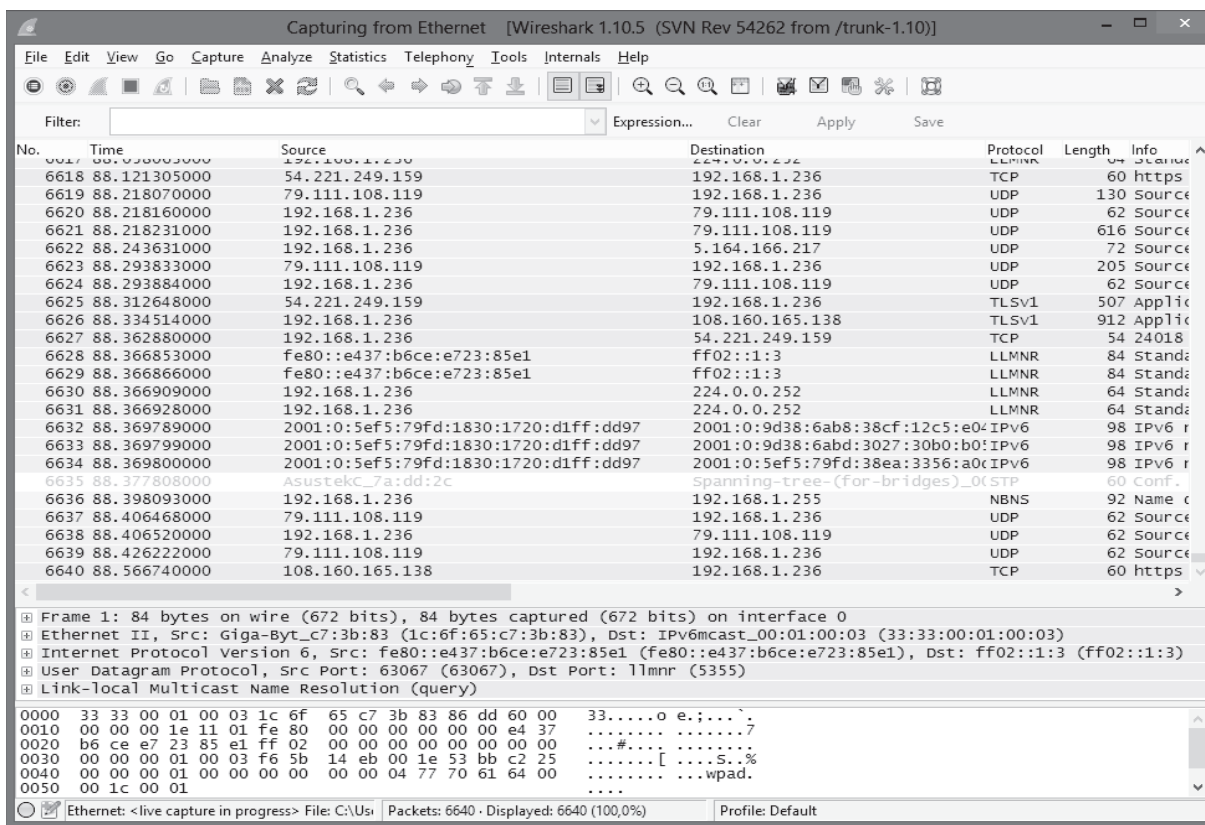 Capturing from Ethernet [Wireshark 1.10.5 (SVN Rev 54262 from /trunk-1.10)]
File Edit View Go Capture Analyze Statistics Telephony Tools Internals Help
Filter: Expression... Clear Apply Save
No. Time Source Destination Protocol Length Info
6618 88.121305000 54.221.249.159 192.168.1.236 TCP 60 https
6619 88.218070000 79.111.108.119 192.168.1.236 UDP 130 Source
6620 88.218160000 192.168.1.236 79.111.108.119 UDP 62 Source
6621 88.218231000 192.168.1.236 79.111.108.119 UDP 616 Source
6622 88.243631000 192.168.1.236 5.164.166.217 UDP 72 Source
6623 88.293833000 79.111.108.119 192.168.1.236 UDP 205 Source
6624 88.293884000 192.168.1.236 79.111.108.119 UDP 62 Source
6625 88.312648000 54.221.249.159 192.168.1.236 TLSv1 507 Applic
6626 88.334514000 192.168.1.236 108.160.165.138 TLSv1 912 Applic
6627 88.362880000 192.168.1.236 54.221.249.159 TCP 54 24018
6628 88.366853000 fe80::e437:b6ce:e723:85e1 ff02::1:3 LLMNR 84 Standa
6629 88.366866000 fe80::e437:b6ce:e723:85e1 ff02::1:3 LLMNR 84 Standa
6630 88.366909000 192.168.1.236 224.0.0.252 LLMNR 64 Standa
6631 88.366928000 192.168.1.236 224.0.0.252 LLMNR 64 Standa
6632 88.369789000 2001:0:5ef5:79fd:1830:1720:d1ff:dd97 2001:0:9d38:6ab8:38cf:12c5:e04 IPv6 98 IPv6 r
6633 88.369799000 2001:0:5ef5:79fd:1830:1720:d1ff:dd97 2001:0:9d38:6abd:3027:30b0:b05 IPv6 98 IPv6 r
6634 88.369800000 2001:0:5ef5:79fd:1830:1720:d1ff:dd97 2001:0:5ef5:79fd:38ea:3356:a0c IPv6 98 IPv6 r
6635 88.377808000 AsustekC_7a:dd:2c Spanning-tree-(for-bridges)_00 STP 60 Conf.
6636 88.398093000 192.168.1.236 192.168.1.255 NBNS 92 Name q
6637 88.406468000 79.111.108.119 192.168.1.236 UDP 62 Source
6638 88.406520000 192.168.1.236 79.111.108.119 UDP 62 Source
6639 88.426222000 79.111.108.119 192.168.1.236 UDP 62 Source
6640 88.566740000 108.160.165.138 192.168.1.236 TCP 60 https
Frame 1: 84 bytes on wire (672 bits), 84 bytes captured (672 bits) on interface 0
Ethernet II, Src: Giga-Byt_c7:3b:83 (1c:6f:65:c7:3b:83), Dst: IPv6mcast_00:01:00:03 (33:33:00:01:00:03)
Internet Protocol Version 6, Src: fe80::e437:b6ce:e723:85e1 (fe80::e437:b6ce:e723:85e1), Dst: ff02::1:3 (ff02::1:3)
User Datagram Protocol, Src Port: 63067 (63067), Dst Port: llmnr (5355)
Link-local Multicast Name Resolution (query)
0000 33 33 00 01 00 03 1c 6f 65 c7 3b 83 86 dd 60 00 33.....o e.;...`.
0010 00 00 00 1e 11 01 fe 80 00 00 00 00 00 00 e4 37 ........ .......7
0020 b6 ce e7 23 85 e1 ff 02 00 00 00 00 00 00 00 00 ...#.... ........
0030 00 00 00 01 00 03 f6 5b 14 eb 00 1e 53 bb c2 25 .......[ ....S..%
0040 00 00 00 01 00 00 00 00 00 00 04 77 70 61 64 00 ........ ...wpad.
0050 00 1c 00 01 ....
Ethernet: <live capture in progress> File: C:\Us Packets: 6640 · Displayed: 6640 (100,0%) Profile: Default